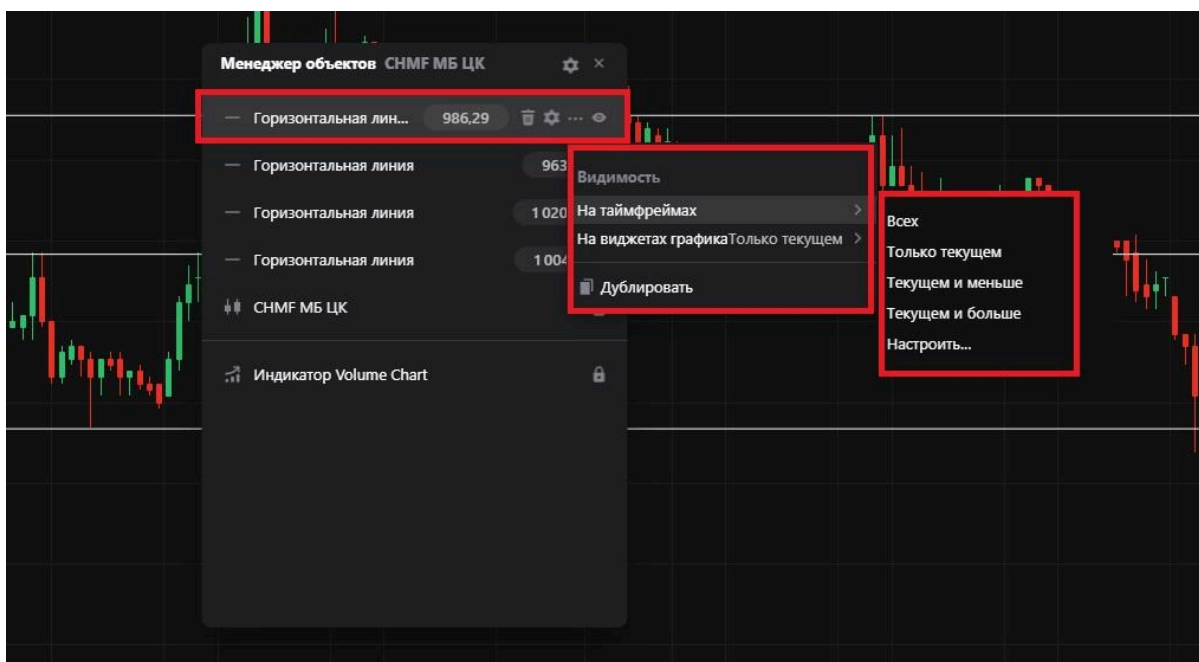 Менеджер объектов CHMF МБ ЦК
Горизонтальная лин... 986,29
Горизонтальная линия 963
Видимость
Горизонтальная линия 1 020
На таймфреймах
На виджетах графика Только текущем
Горизонтальная линия 1 004
Дублировать
CHMF МБ ЦК
Всех
Только текущем
Текущем и меньше
Текущем и больше
Настроить...
Индикатор Volume Chart